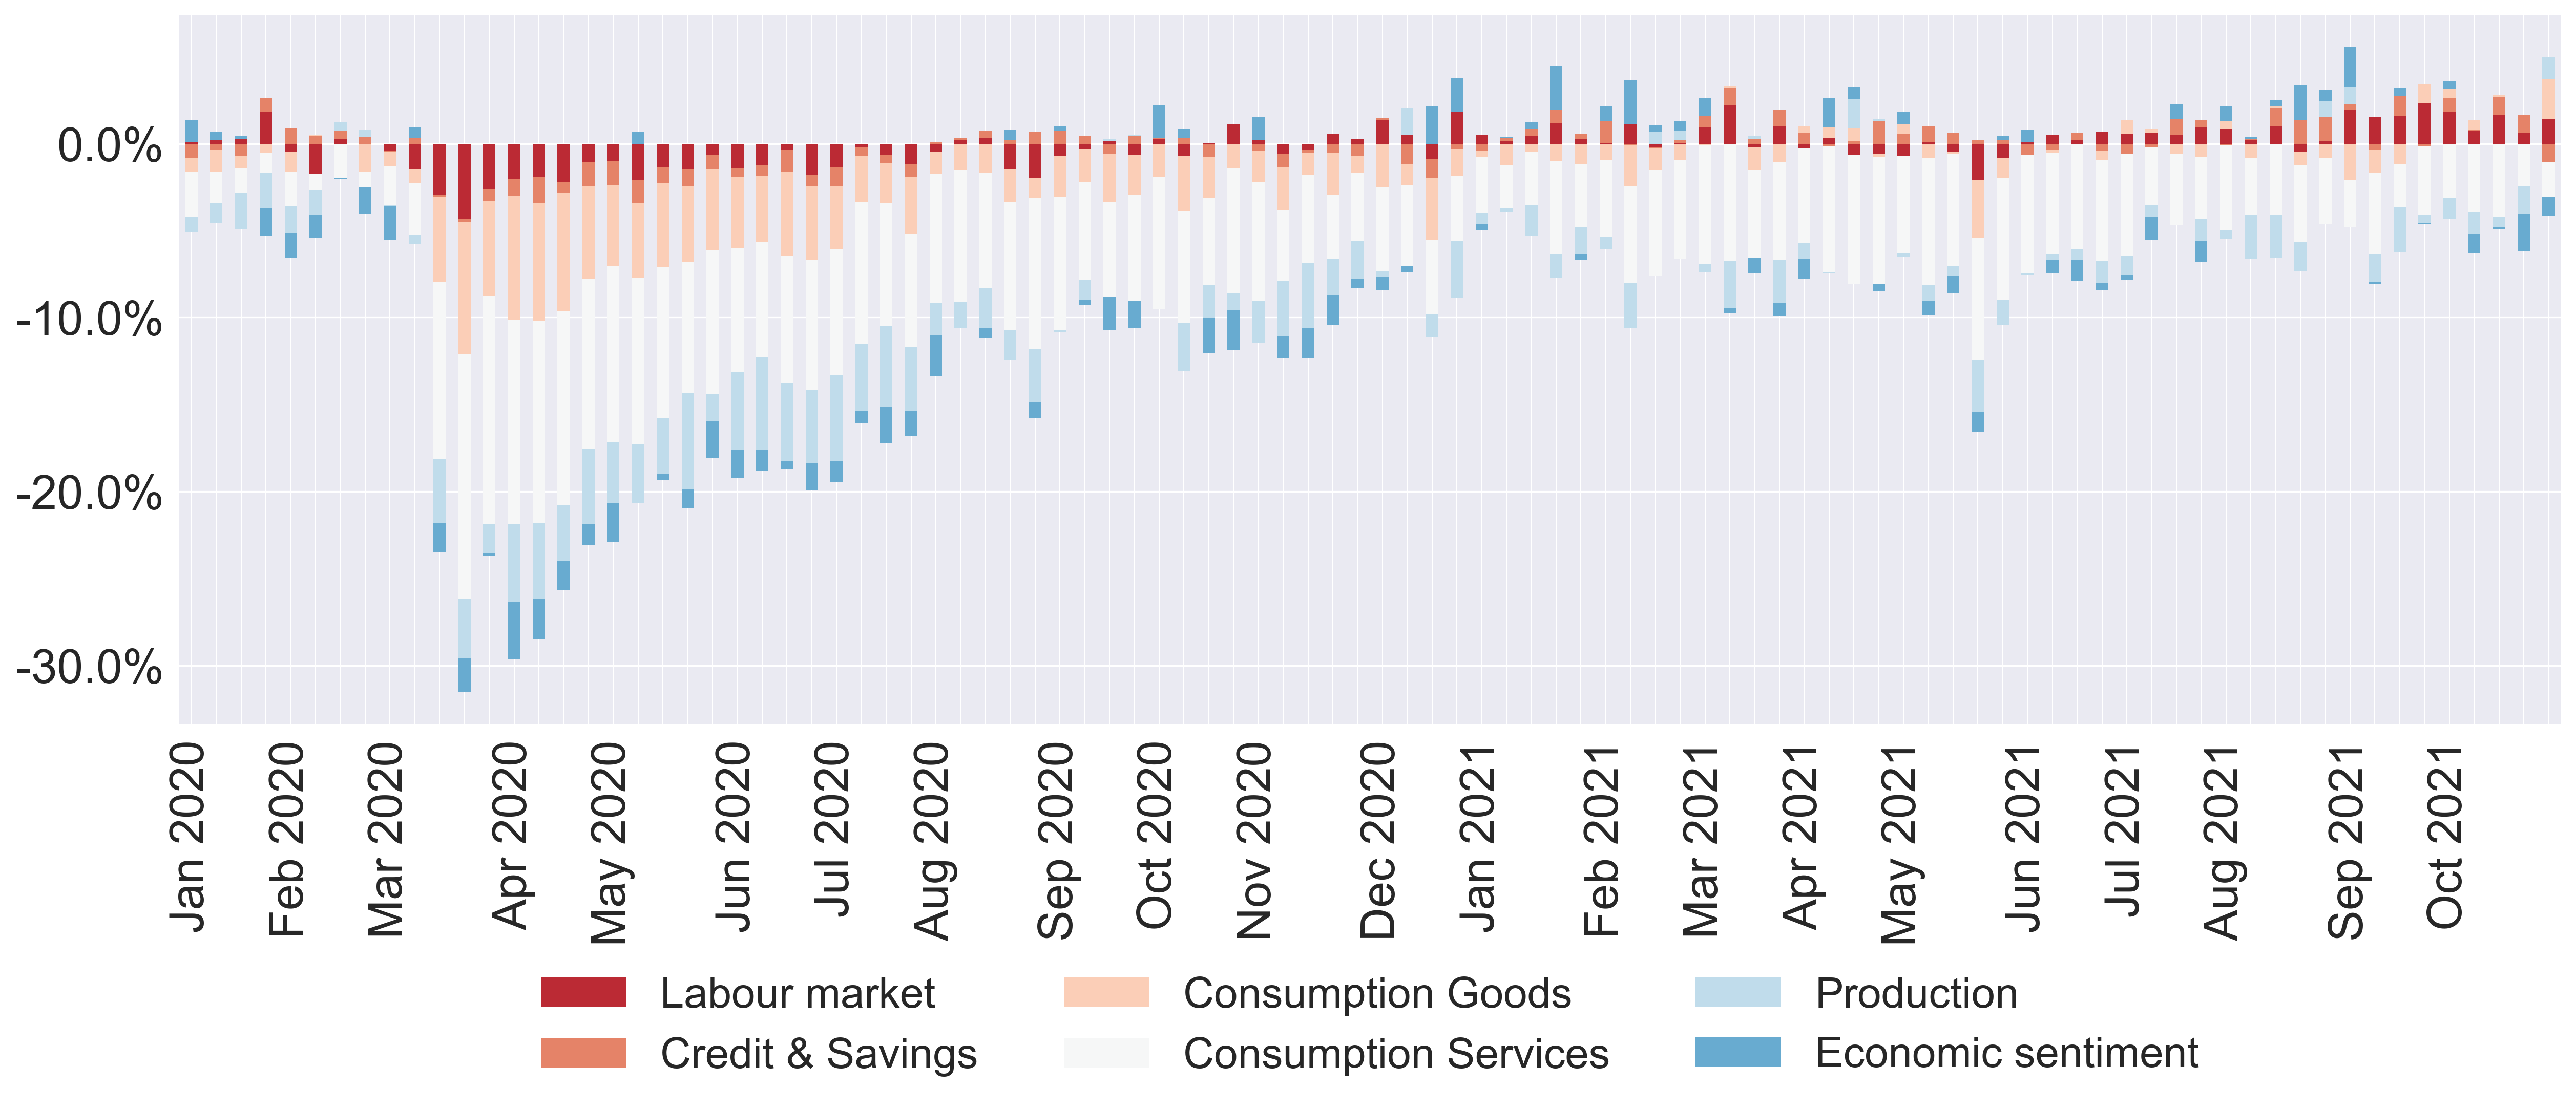 0.0%
-10.0%
-20.0%
-30.0%
Jan 2020
Feb 2020
Mar 2020
Apr 2020
May 2020
Jun 2020
Jul 2020
Aug 2020
Sep 2020
Oct 2020
Nov 2020
Dec 2020
Jan 2021
Feb 2021
Mar 2021
Apr 2021
May 2021
Jun 2021
Jul 2021
Aug 2021
Sep 2021
Oct 2021
Labour market
Credit & Savings
Consumption Goods
Consumption Services
Production
Economic sentiment